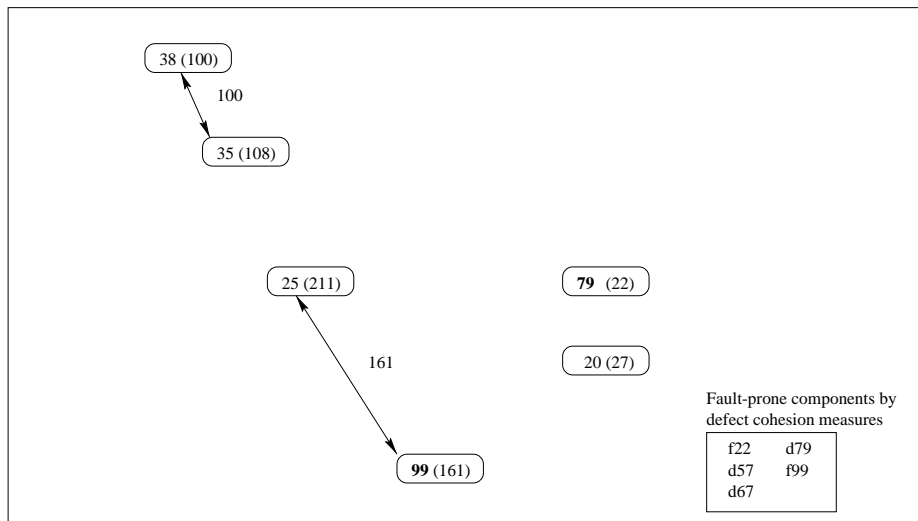 38 (100)
100
35 (108)
25 (211)
79 (22)
161
20 (27)
Fault-prone components by
defect cohesion measures
f22 d79
d57 f99
d67
99 (161)